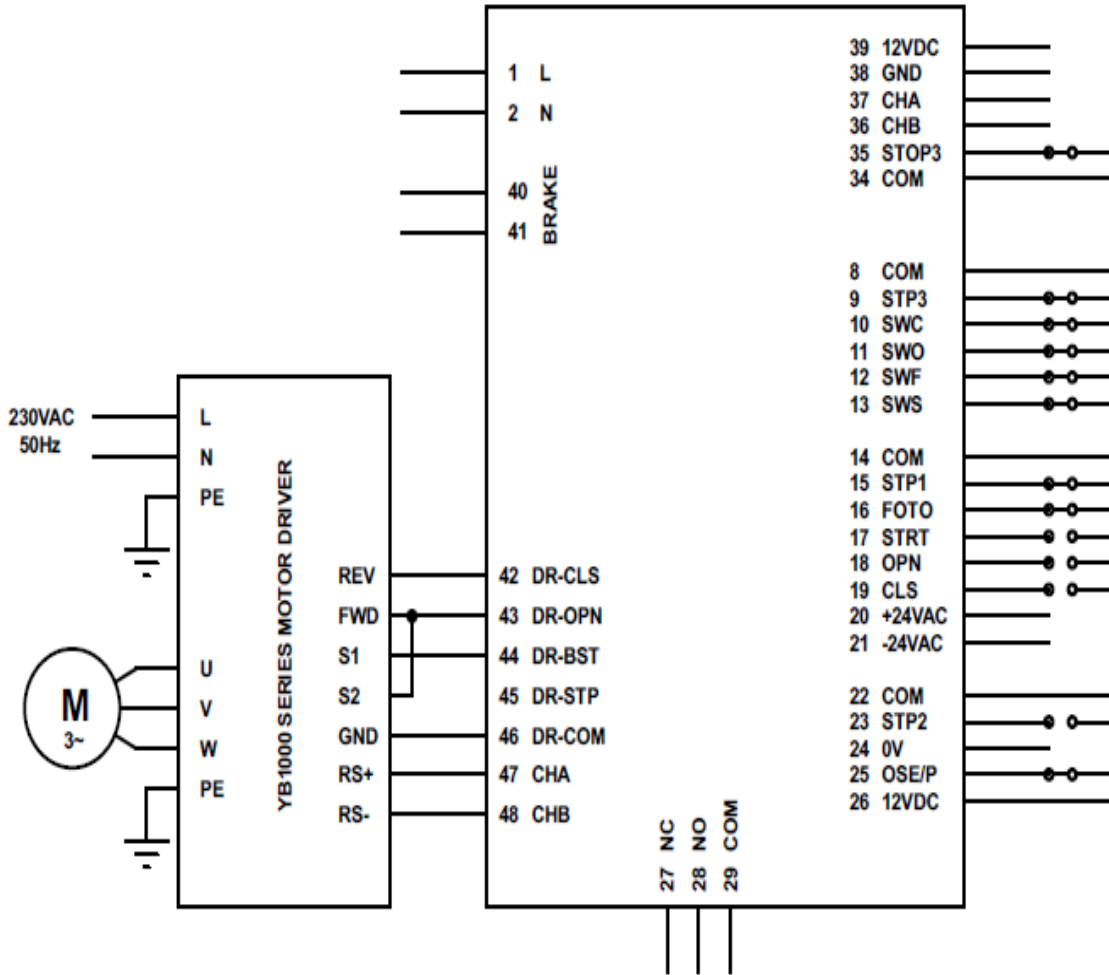 230VAC
50Hz
L
N
PE
U
V
W
PE
M
3~
YB1000 SERIES MOTOR DRIVER
REV
FWD
S1
S2
GND
RS+
RS-
1 L
2 N
40
41
BRAKE
42 DR-CLS
43 DR-OPN
44 DR-BST
45 DR-STP
46 DR-COM
47 CHA
48 CHB
39 12VDC
38 GND
37 CHA
36 CHB
35 STOP3
34 COM
8 COM
9 STP3
10 SWC
11 SWO
12 SWF
13 SWS
14 COM
15 STP1
16 FOTO
17 STRT
18 OPN
19 CLS
20 +24VAC
21 -24VAC
22 COM
23 STP2
24 0V
25 OSE/P
26 12VDC
27 NC
28 NO
29 COM